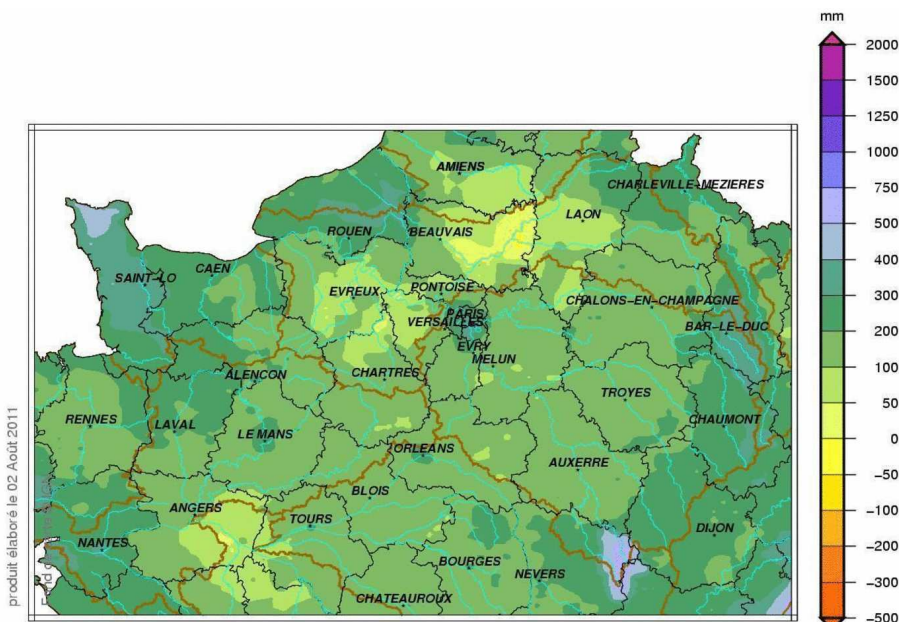 mm
2000
1500
1250
1000
750
500
400
300
200
100
50
0
-50
-100
-200
-300
-500
AMIENS
CHARLEVILLE-MEZIERES
LAON
ROUEN
BEAUVAIS
CAEN
SAINT-LO
EVREUX
PONTOISE
CHALONS-EN-CHAMPAGNE
PARIS
VERSAILLES
BAR-LE-DUC
EVRY
MELUN
ALENCON
CHARTRES
TROYES
RENNES
LAVAL
LE MANS
CHAUMONT
ORLEANS
AUXERRE
BLOIS
ANGERS
TOURS
DIJON
NANTES
BOURGES
NEVERS
CHATEAUROUX
produit élaboré le 02 Août 2011